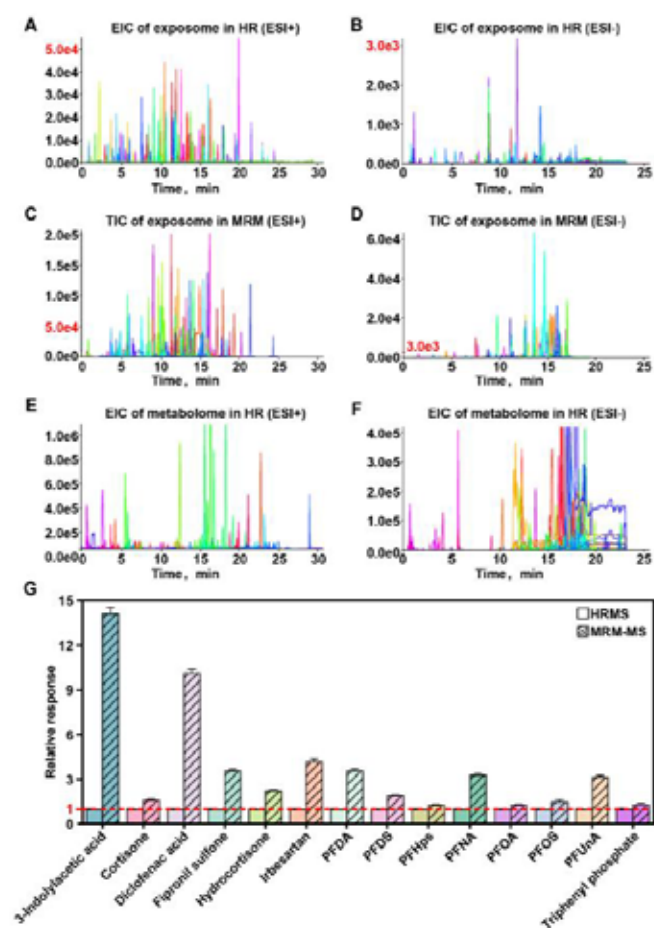 A
EIC of exposome in HR (ESI+)
5.0e4
4.0e4
3.0e4
2.0e4
1.0e4
0.0e0
0 5 10 15 20 25 30
Time, min
B
EIC of exposome in HR (ESI-)
3.0e3
2.0e3
1.0e3
0.0e0
0 5 10 15 20 25
Time, min
C
TIC of exposome in MRM (ESI+)
2.0e5
1.5e5
1.0e5
5.0e4
0.0e0
0 5 10 15 20 25 30
Time, min
D
TIC of exposome in MRM (ESI-)
6.0e4
4.0e4
2.0e4
3.0e3
0.0e0
0 5 10 15 20 25
Time, min
E
EIC of metabolome in HR (ESI+)
1.0e6
8.0e5
6.0e5
4.0e5
2.0e5
0.0e0
0 5 10 15 20 25 30
Time, min
F
EIC of metabolome in HR (ESI-)
4.0e5
3.0e5
2.0e5
1.0e5
0.0e0
0 5 10 15 20 25
Time, min
G
Relative response
15
12
9
6
3
1
0
HRMS
MRM-MS
3-Indolylacetic acid
Cortisone
Diclofenac acid
Fipronil sulfone
Hydrocortisone
Irbesartan
PFDA
PFDS
PFHps
PFNA
PFOA
PFOS
PFUnA
Triphenyl phosphate